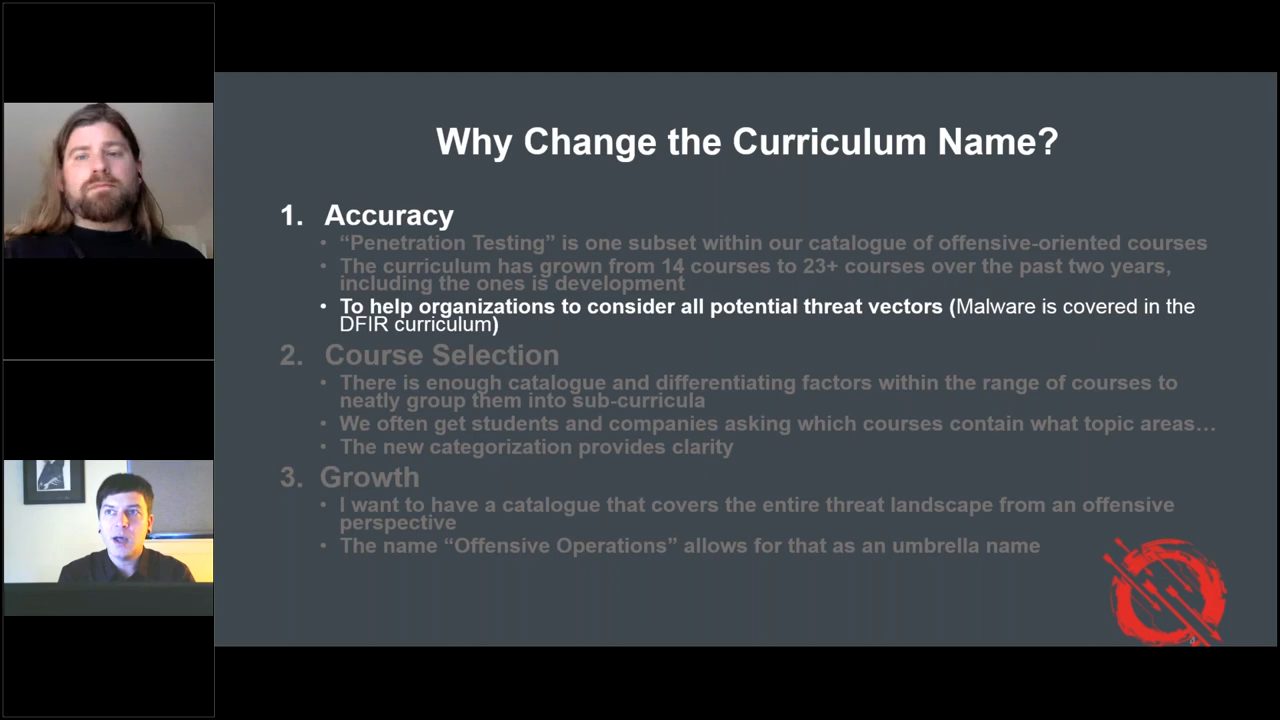 Why Change the Curriculum Name?
1. Accuracy
• “Penetration Testing” is one subset within our catalogue of offensive-oriented courses
• The curriculum has grown from 14 courses to 23+ courses over the past two years,
including the ones is development
• To help organizations to consider all potential threat vectors (Malware is covered in the
DFIR curriculum)
2. Course Selection
• There is enough catalogue and differentiating factors within the range of courses to
neatly group them into sub-curricula
• We often get students and companies asking which courses contain what topic areas…
• The new categorization provides clarity
3. Growth
• I want to have a catalogue that covers the entire threat landscape from an offensive
perspective
• The name “Offensive Operations” allows for that as an umbrella name